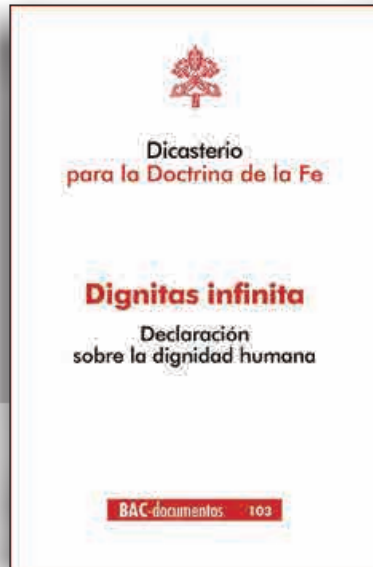 Dicasterio
para la Doctrina de la Fe
Dignitas infinita
Declaración
sobre la dignidad humana
BAC-documentos 103